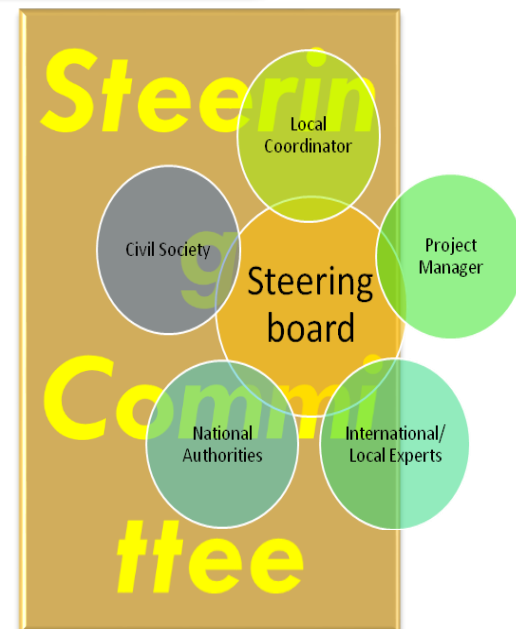 Steerin
g
Commi
ttee
Local
Coordinator
Civil Society
Project
Manager
Steering
board
National
Authorities
International/
Local Experts